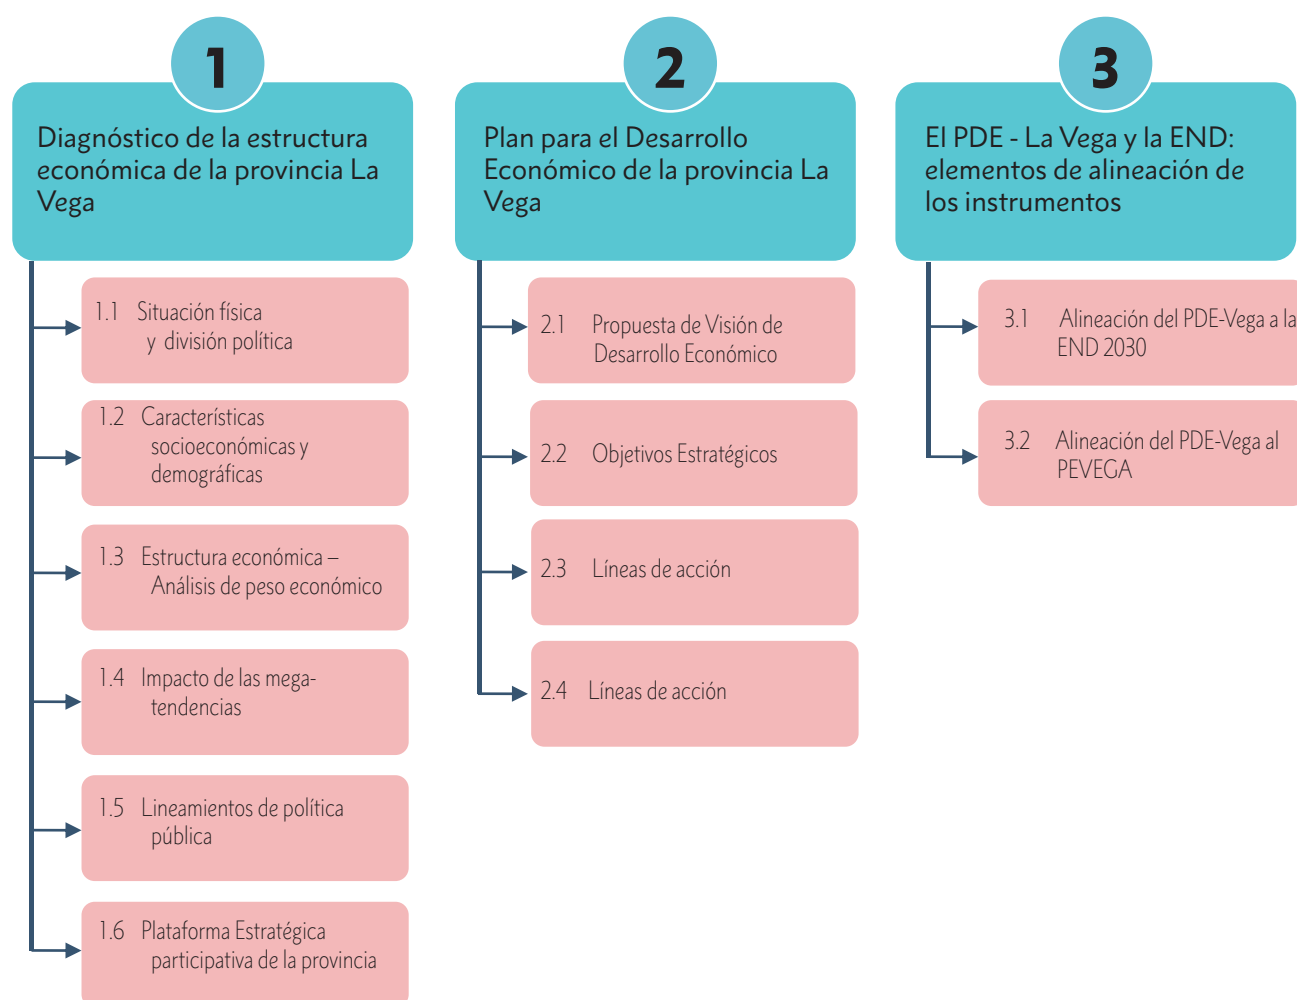 1
Diagnóstico de la estructura
económica de la provincia La
Vega
1.1 Situación física
y división política
1.2 Características
socioeconómicas y
demográficas
1.3 Estructura económica –
Análisis de peso económico
1.4 Impacto de las mega-
tendencias
1.5 Lineamientos de política
pública
1.6 Plataforma Estratégica
participativa de la provincia
2
Plan para el Desarrollo
Económico de la provincia La
Vega
2.1 Propuesta de Visión de
Desarrollo Económico
2.2 Objetivos Estratégicos
2.3 Líneas de acción
2.4 Líneas de acción
3
El PDE - La Vega y la END:
elementos de alineación de
los instrumentos
3.1 Alineación del PDE-Vega a la
END 2030
3.2 Alineación del PDE-Vega al
PEVEGA